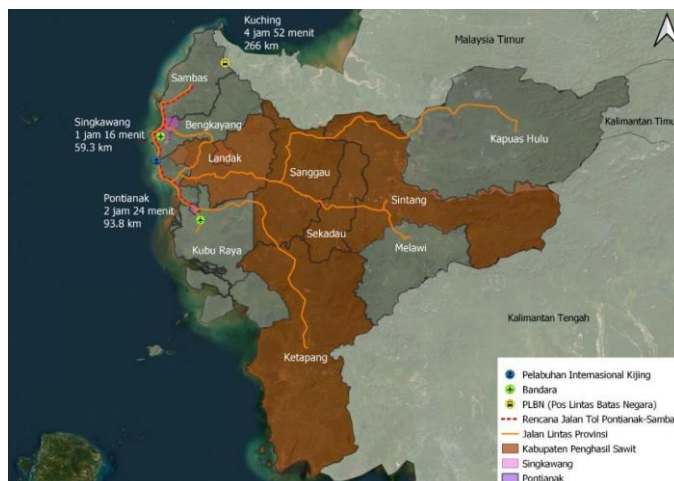 Kuching
4 jam 52 menit
266 km
Malaysia Timur
Sambas
Kalimantan Timu
Singkawang
1 jam 16 menit
59.3 km
Bengkayang
Kapuas Hulu
Landak
Sanggau
Pontianak
2 jam 24 menit
93.8 km
Sintang
Sekadau
Melawi
Kubu Raya
Kalimantan Tengah
Ketapang
Pelabuhan Internasional Kijing
Bandara
PLBN (Pos Lintas Batas Negara)
Rencana Jalan Tol Pontianak-Samba
Jalan Lintas Provinsi
Kabupaten Penghasil Sawit
Singkawang
Pontianak